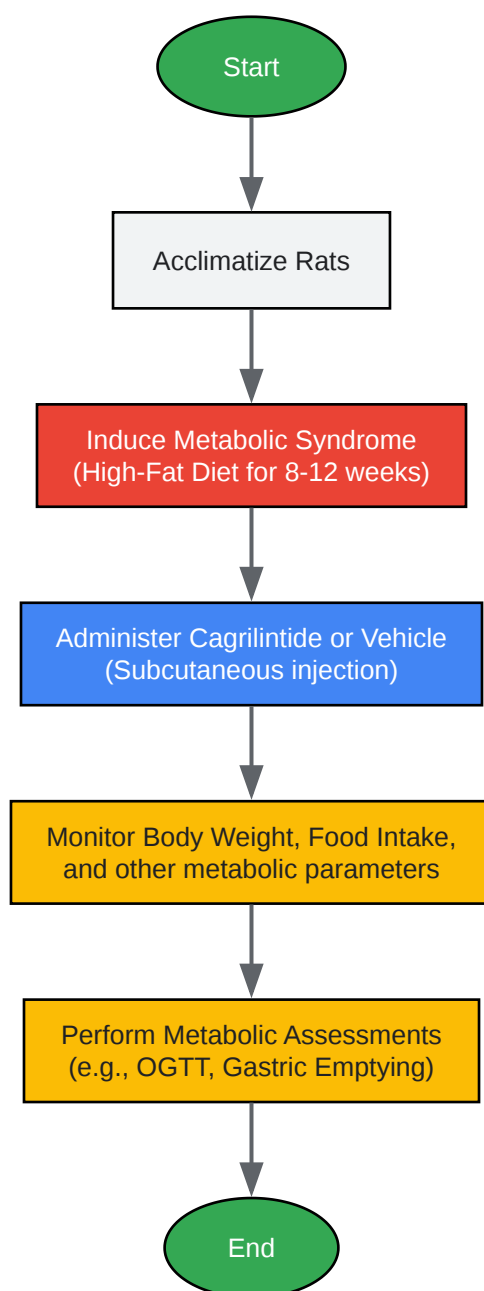 Start
Acclimatize Rats
Induce Metabolic Syndrome
(High-Fat Diet for 8-12 weeks)
Administer Cagrilintide or Vehicle
(Subcutaneous injection)
Monitor Body Weight, Food Intake,
and other metabolic parameters
Perform Metabolic Assessments
(e.g., OGTT, Gastric Emptying)
End